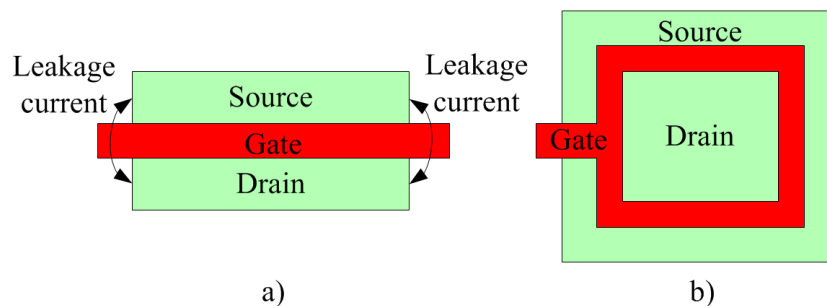 Leakage
current
Source
Gate
Drain
Leakage
current
a)
Source
Gate
Drain
b)